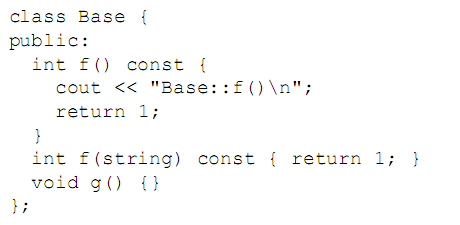 class Base {
public:
  int f() const {
    cout << "Base::f()\n";
    return 1;
  }
  int f(string) const { return 1; }
  void g() {}
};